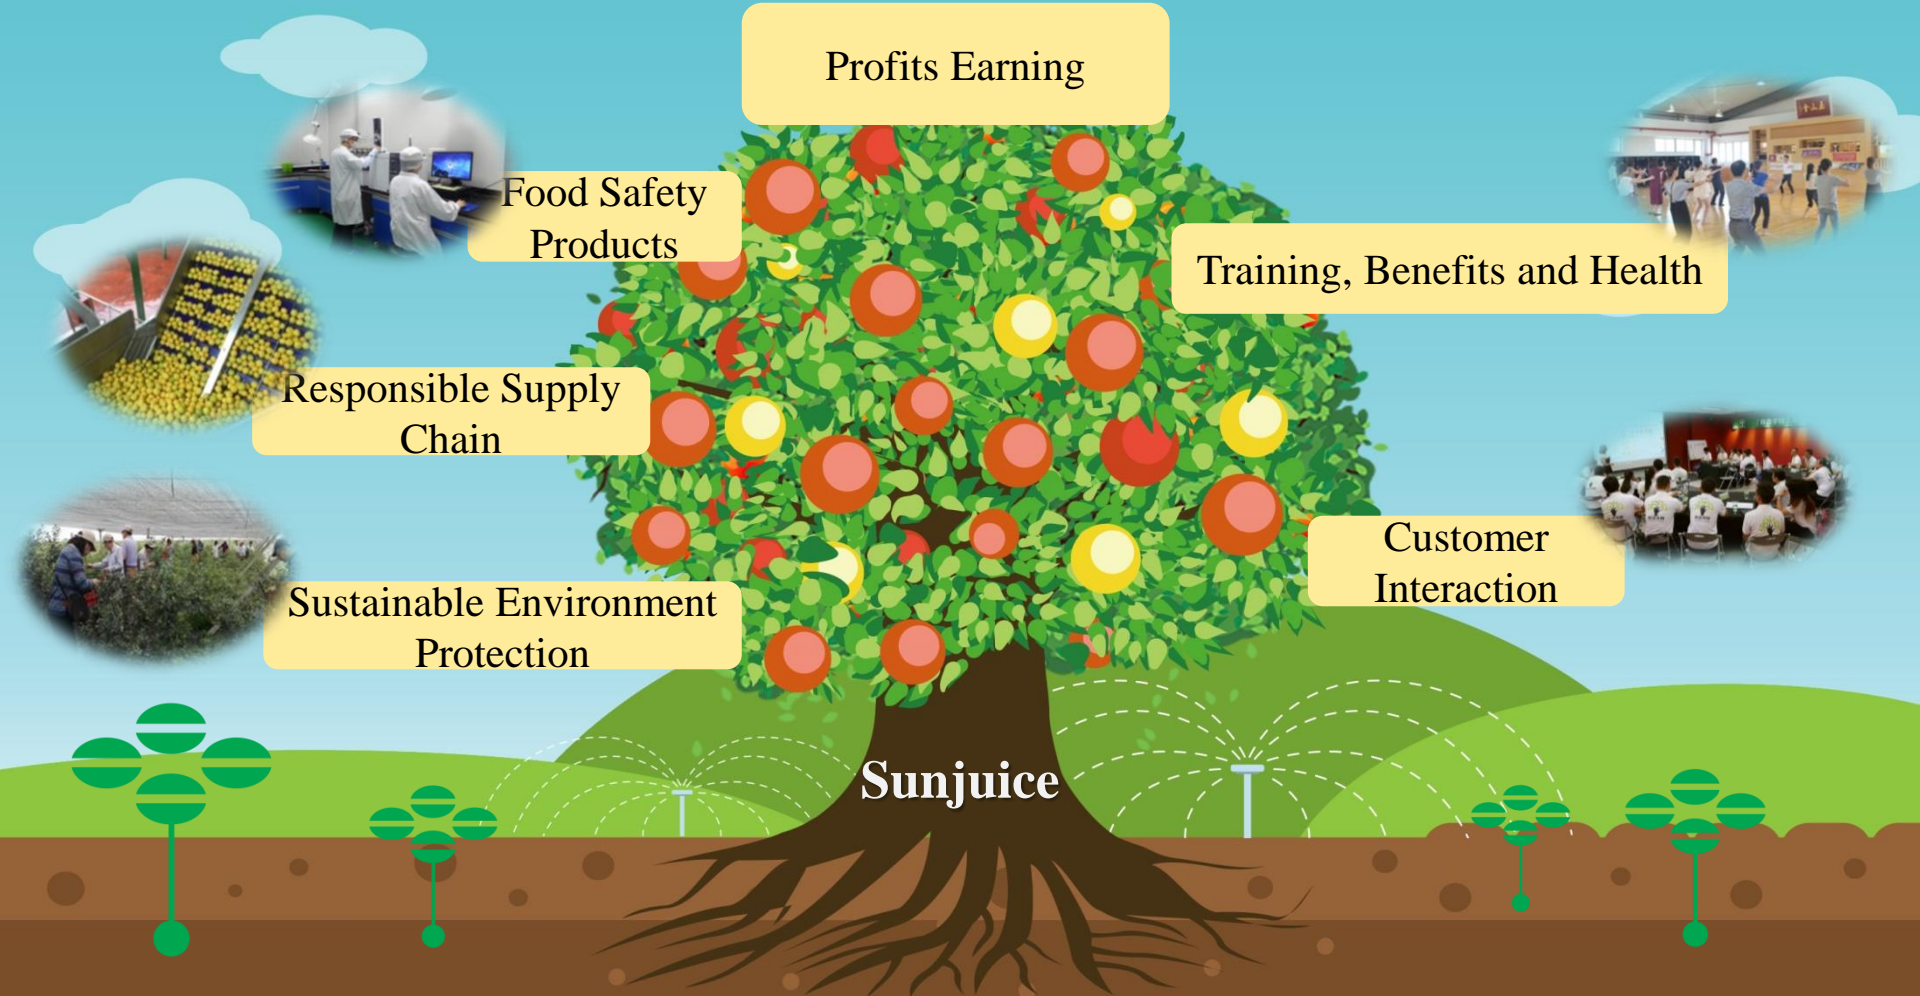 Profits Earning
Food Safety
Products
Training, Benefits and Health
Responsible Supply
Chain
Customer
Interaction
Sustainable Environment
Protection
Sunjuice